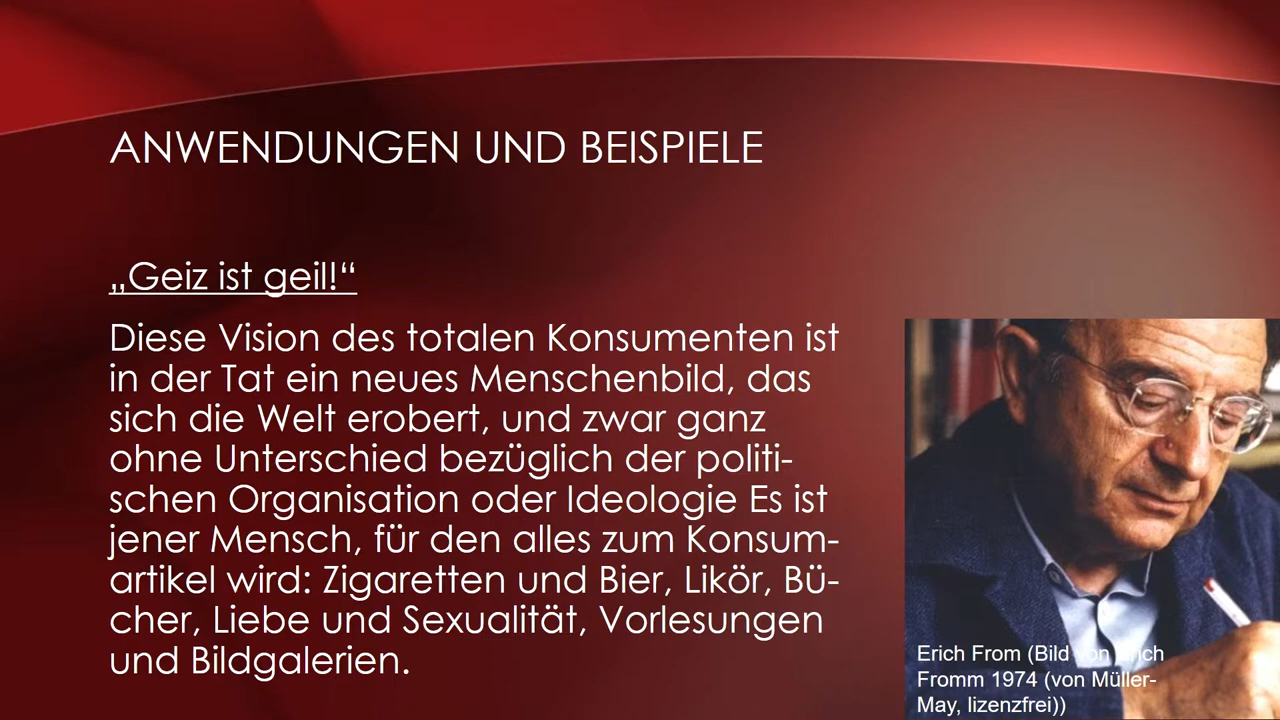 ANWENDUNGEN UND BEISPIELE
„Geiz ist geil!“
Diese Vision des totalen Konsumenten ist
in der Tat ein neues Menschenbild, das
sich die Welt erobert, und zwar ganz
ohne Unterschied bezüglich der politi-
schen Organisation oder Ideologie Es ist
jener Mensch, für den alles zum Konsum-
artikel wird: Zigaretten und Bier, Likör, Bü-
cher, Liebe und Sexualität, Vorlesungen
und Bildgalerien.
Erich From (Bild von Erich
Fromm 1974 (von Müller-
May, lizenzfrei))